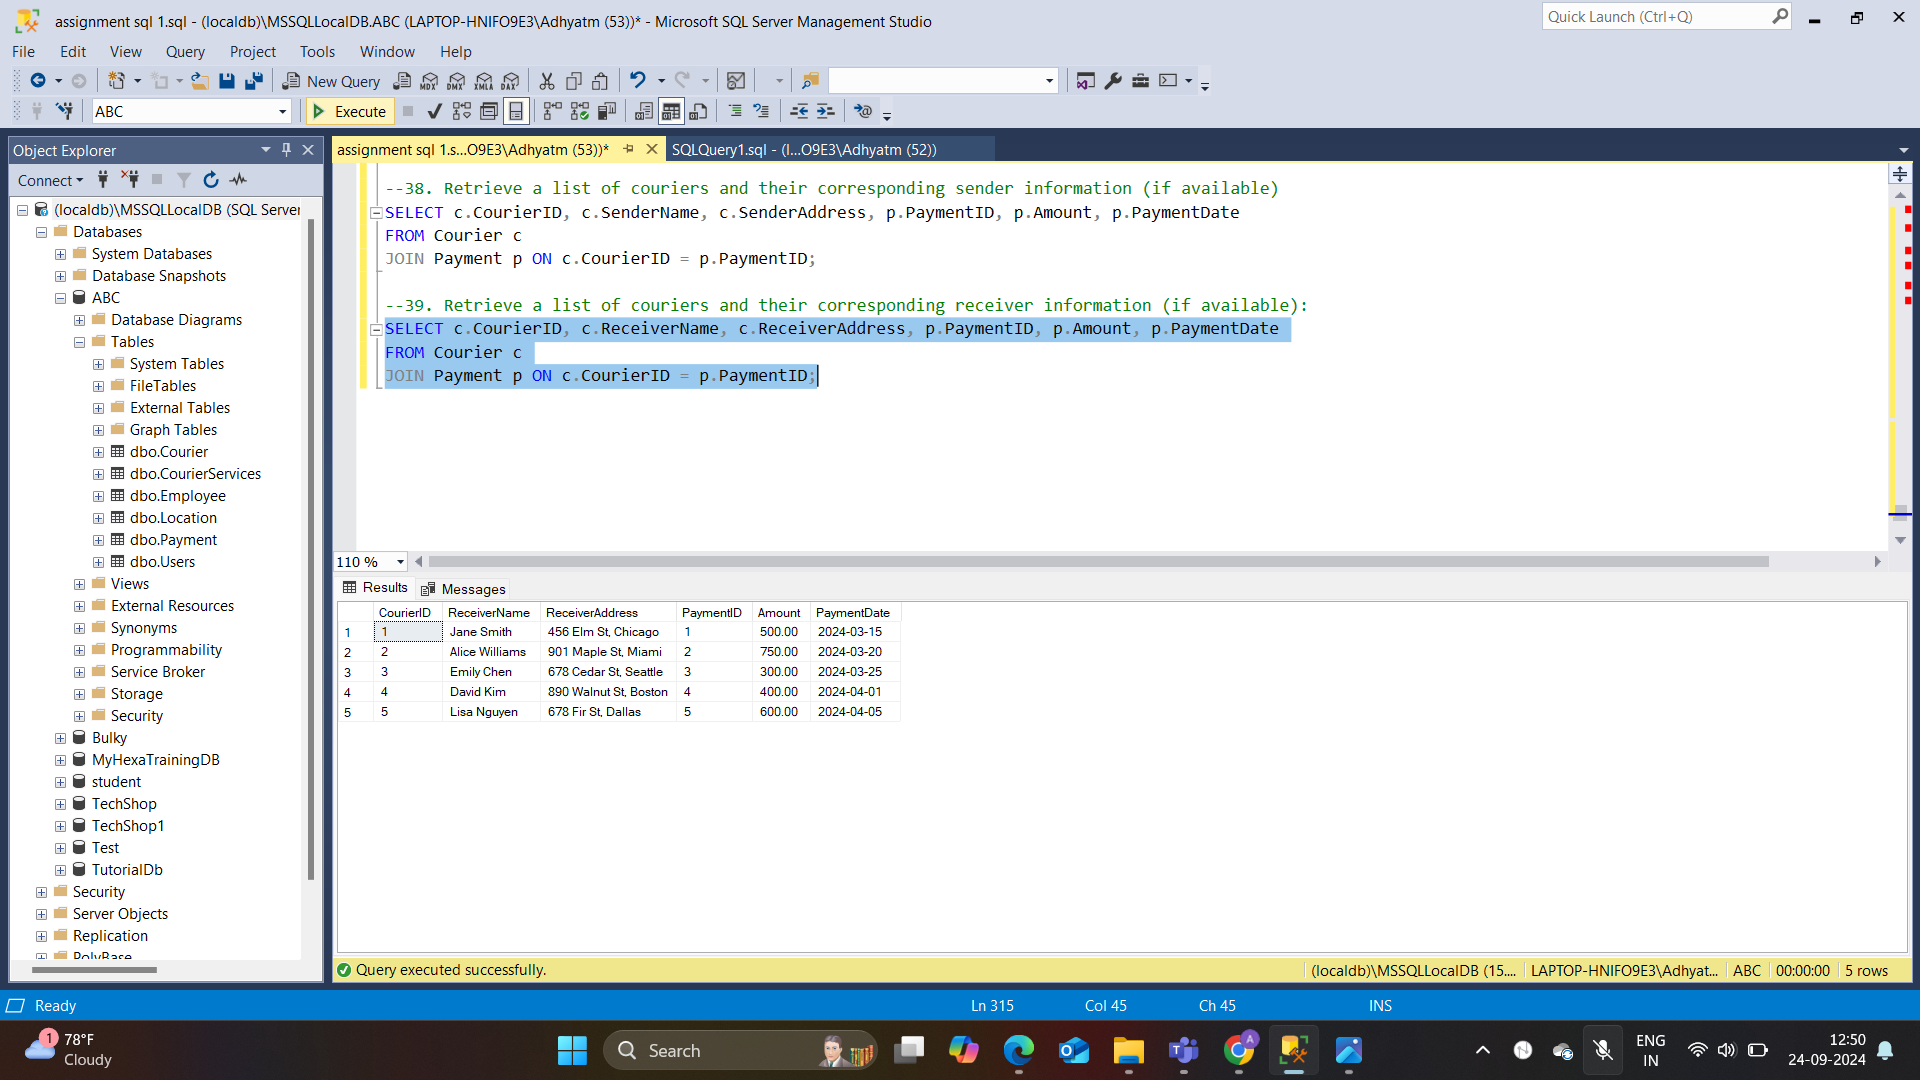 assignment sql 1.sql - (localdb)\MSSQLLocalDB.ABC (LAPTOP-HNIFO9E3\Adhyatm (53))* - Microsoft SQL Server Management Studio
Quick Launch (Ctrl+Q)
File Edit View Query Project Tools Window Help
New Query MDX DMX XMLA DAX
ABC Execute
Object Explorer
assignment sql 1.s...O9E3\Adhyatm (53))* SQLQuery1.sql - (l...O9E3\Adhyatm (52))
Connect
(localdb)\MSSQLLocalDB (SQL Server
Databases
System Databases
Database Snapshots
ABC
Database Diagrams
Tables
System Tables
FileTables
External Tables
Graph Tables
dbo.Courier
dbo.CourierServices
dbo.Employee
dbo.Location
dbo.Payment
dbo.Users
Views
External Resources
Synonyms
Programmability
Service Broker
Storage
Security
Bulky
MyHexaTrainingDB
student
TechShop
TechShop1
Test
TutorialDb
Security
Server Objects
Replication
PolyBase
--38. Retrieve a list of couriers and their corresponding sender information (if available)
SELECT c.CourierID, c.SenderName, c.SenderAddress, p.PaymentID, p.Amount, p.PaymentDate
FROM Courier c
JOIN Payment p ON c.CourierID = p.PaymentID;
--39. Retrieve a list of couriers and their corresponding receiver information (if available):
SELECT c.CourierID, c.ReceiverName, c.ReceiverAddress, p.PaymentID, p.Amount, p.PaymentDate
FROM Courier c
JOIN Payment p ON c.CourierID = p.PaymentID;
110 %
Results Messages
CourierID ReceiverName ReceiverAddress PaymentID Amount PaymentDate
1 1 Jane Smith 456 Elm St, Chicago 1 500.00 2024-03-15
2 2 Alice Williams 901 Maple St, Miami 2 750.00 2024-03-20
3 3 Emily Chen 678 Cedar St, Seattle 3 300.00 2024-03-25
4 4 David Kim 890 Walnut St, Boston 4 400.00 2024-04-01
5 5 Lisa Nguyen 678 Fir St, Dallas 5 600.00 2024-04-05
Query executed successfully. (localdb)\MSSQLLocalDB (15.... LAPTOP-HNIFO9E3\Adhyat... ABC 00:00:00 5 rows
Ready Ln 315 Col 45 Ch 45 INS
1 78°F
Cloudy
Search
A
ENG
IN
12:50
24-09-2024